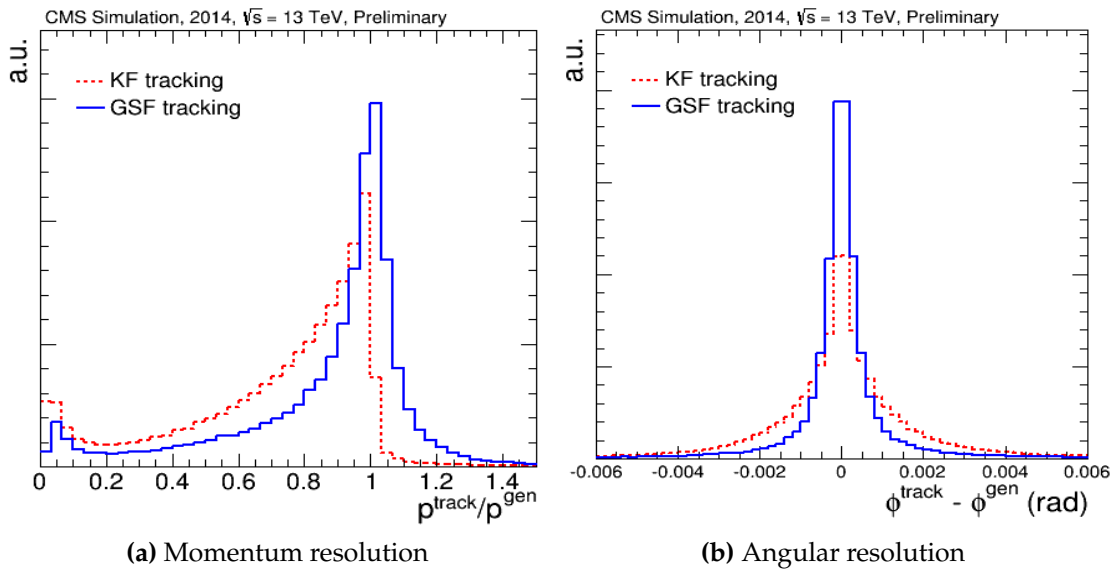 CMS Simulation, 2014, √s = 13 TeV, Preliminary
a.u.
KF tracking
GSF tracking
0 0.2 0.4 0.6 0.8 1 1.2 1.4
p^track/p^gen
(a) Momentum resolution
CMS Simulation, 2014, √s = 13 TeV, Preliminary
a.u.
KF tracking
GSF tracking
-0.006 -0.004 -0.002 0 0.002 0.004 0.006
ϕ^track - ϕ^gen (rad)
(b) Angular resolution